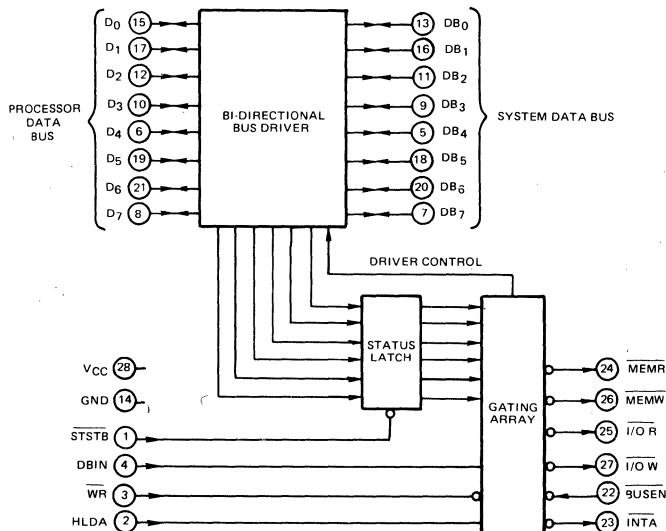 D0 15
D1 17
D2 12
D3 10
D4 6
D5 19
D6 21
D7 8
PROCESSOR
DATA
BUS
BI-DIRECTIONAL
BUS DRIVER
13 DB0
16 DB1
11 DB2
9 DB3
5 DB4
18 DB5
20 DB6
7 DB7
SYSTEM DATA BUS
DRIVER CONTROL
STATUS
LATCH
GATING
ARRAY
VCC 28
GND 14
STSTB 1
DBIN 4
WR 3
HLDA 2
24 MEMR
26 MEMW
25 I/O R
27 I/O W
22 BUSEN
23 INTA